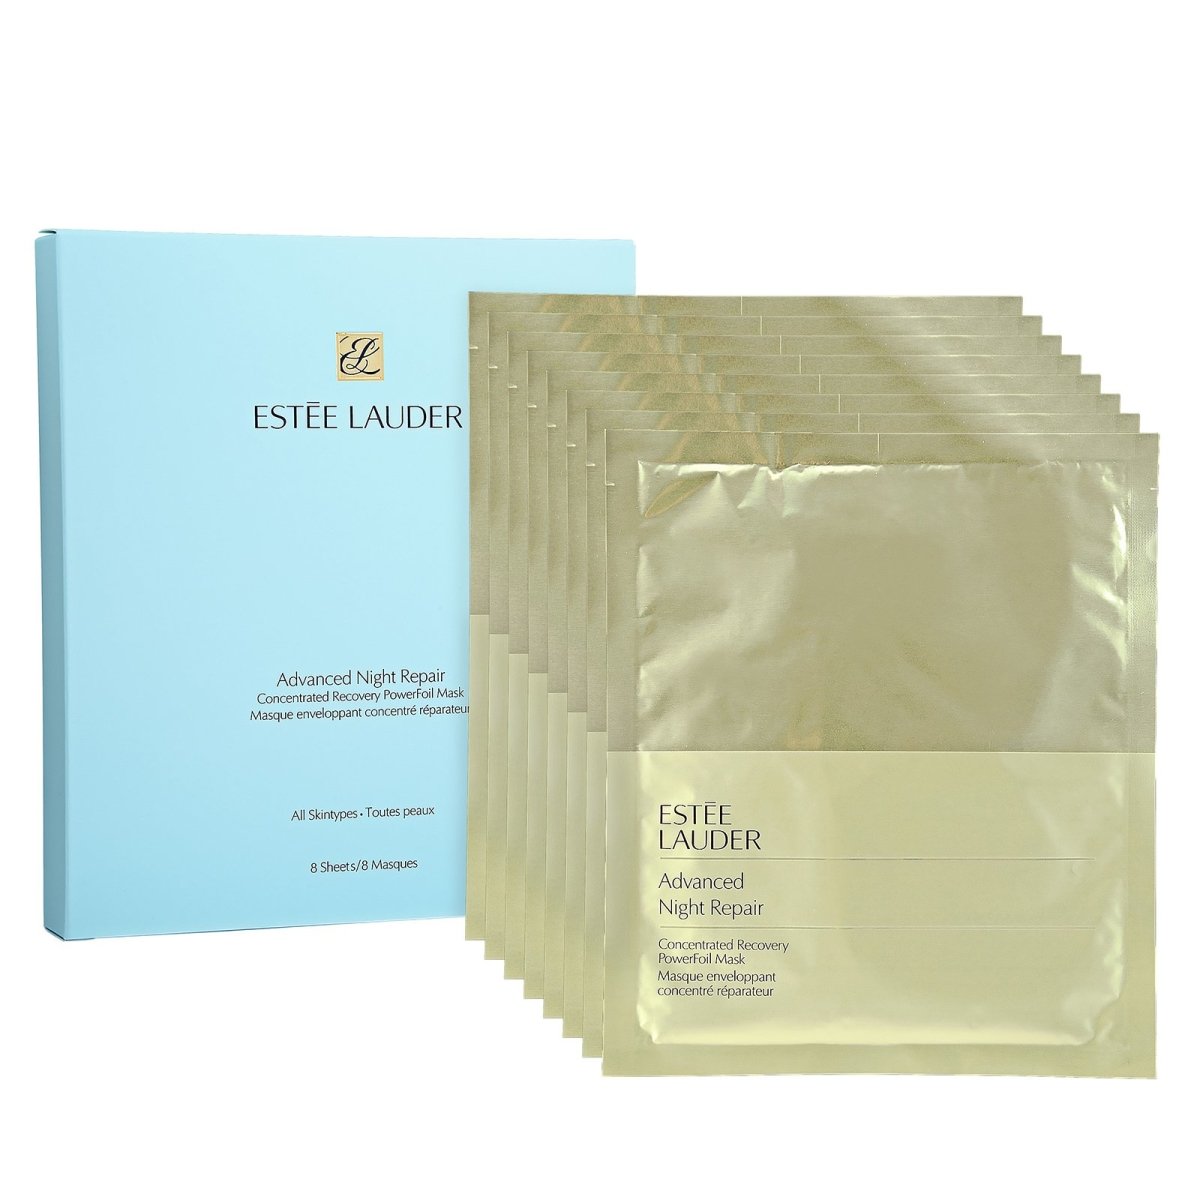 EL
ESTĒE LAUDER
Advanced Night Repair
Concentrated Recovery PowerFoil Mask
Masque enveloppant concentré réparateur
All Skintypes • Toutes peaux
8 Sheets/8 Masques
ESTĒE
LAUDER
Advanced
Night Repair
Concentrated Recovery
PowerFoil Mask
Masque enveloppant
concentré réparateur